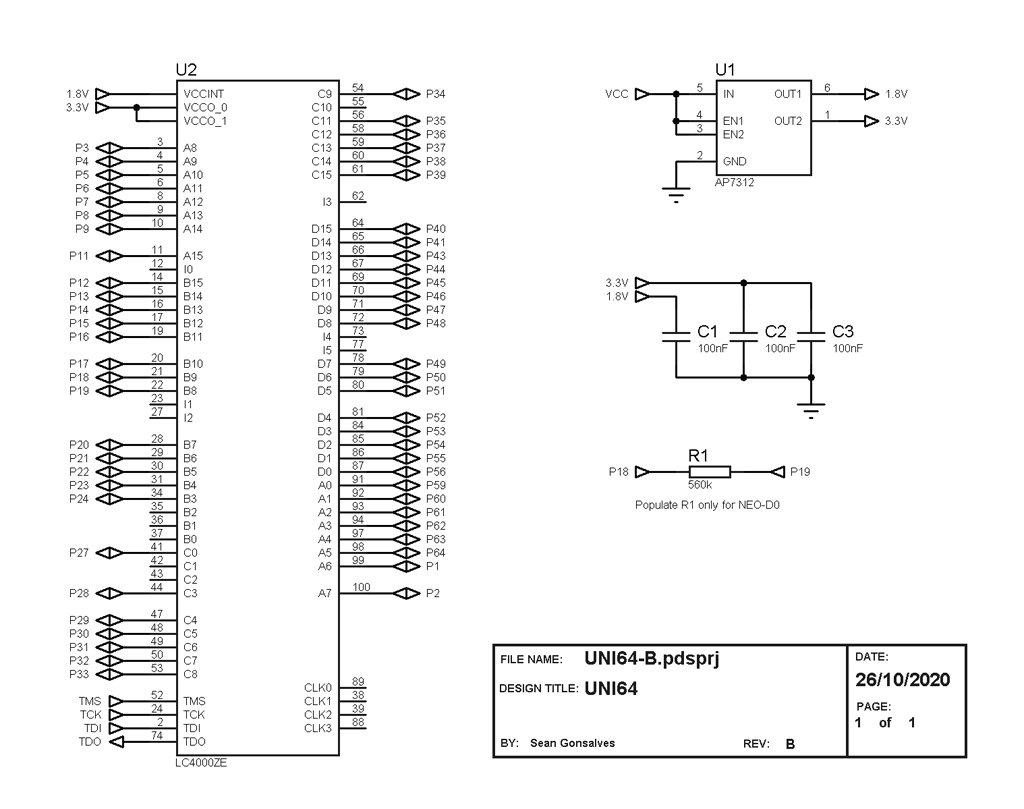 U2
1.8V VCCINT C9 54 P34
3.3V VCCO_0 C10 55
VCCO_1 C11 56 P35
C12 58 P36
P3 3 A8 C13 59 P37
P4 4 A9 C14 60 P38
P5 5 A10 C15 61 P39
P6 6 A11
P7 8 A12 I3 62
P8 9 A13
P9 10 A14 D15 64 P40
D14 65 P41
P11 11 A15 D13 66 P43
12 I0 D12 67 P44
P12 14 B15 D11 69 P45
P13 15 B14 D10 70 P46
P14 16 B13 D9 71 P47
P15 17 B12 D8 72 P48
P16 19 B11 I4 73
I5 77
P17 20 B10 D7 78 P49
P18 21 B9 D6 79 P50
P19 22 B8 D5 80 P51
23 I1
27 I2 D4 81 P52
D3 84 P53
P20 28 B7 D2 85 P54
P21 29 B6 D1 86 P55
P22 30 B5 D0 87 P56
P23 31 B4 A0 91 P59
P24 34 B3 A1 92 P60
35 B2 A2 93 P61
36 B1 A3 94 P62
37 B0 A4 97 P63
P27 41 C0 A5 98 P64
42 C1 A6 99 P1
43 C2
P28 44 C3 A7 100 P2
P29 47 C4
P30 48 C5
P31 49 C6
P32 50 C7
P33 53 C8
CLK0 89
TMS 52 TMS CLK1 38
TCK 24 TCK CLK2 39
TDI 2 TDI CLK3 88
TDO 74 TDO
LC4000ZE
U1
VCC 5 IN OUT1 6 1.8V
4 EN1 OUT2 1 3.3V
3 EN2
2 GND
AP7312
3.3V
1.8V
C1 C2 C3
100nF 100nF 100nF
R1
P18 P19
560k
Populate R1 only for NEO-D0
FILE NAME: UNI64-B.pdsprj
DESIGN TITLE: UNI64
BY: Sean Gonsalves REV: B
DATE:
26/10/2020
PAGE:
1 of 1